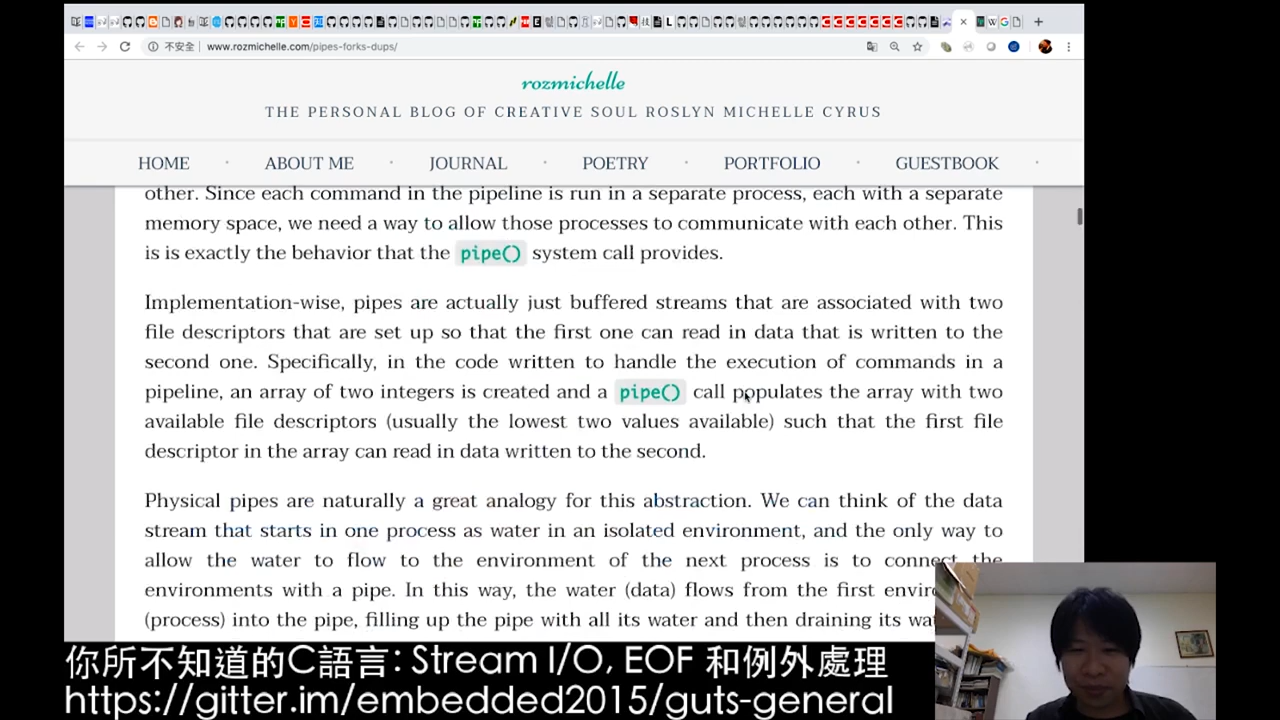 不安全
www.rozmichelle.com/pipes-forks-dups/
rozmichelle
THE PERSONAL BLOG OF CREATIVE SOUL ROSLYN MICHELLE CYRUS
HOME · ABOUT ME · JOURNAL · POETRY · PORTFOLIO · GUESTBOOK ·
other. Since each command in the pipeline is run in a separate process, each with a separate
memory space, we need a way to allow those processes to communicate with each other. This
is is exactly the behavior that the pipe() system call provides.
Implementation-wise, pipes are actually just buffered streams that are associated with two
file descriptors that are set up so that the first one can read in data that is written to the
second one. Specifically, in the code written to handle the execution of commands in a
pipeline, an array of two integers is created and a pipe() call populates the array with two
available file descriptors (usually the lowest two values available) such that the first file
descriptor in the array can read in data written to the second.
Physical pipes are naturally a great analogy for this abstraction. We can think of the data
stream that starts in one process as water in an isolated environment, and the only way to
allow the water to flow to the environment of the next process is to connect the
environments with a pipe. In this way, the water (data) flows from the first
(process) into the pipe, filling up the pipe with all its water and then draining its
你所不知道的C語言: Stream I/O, EOF 和例外處理
https://gitter.im/embedded2015/guts-general